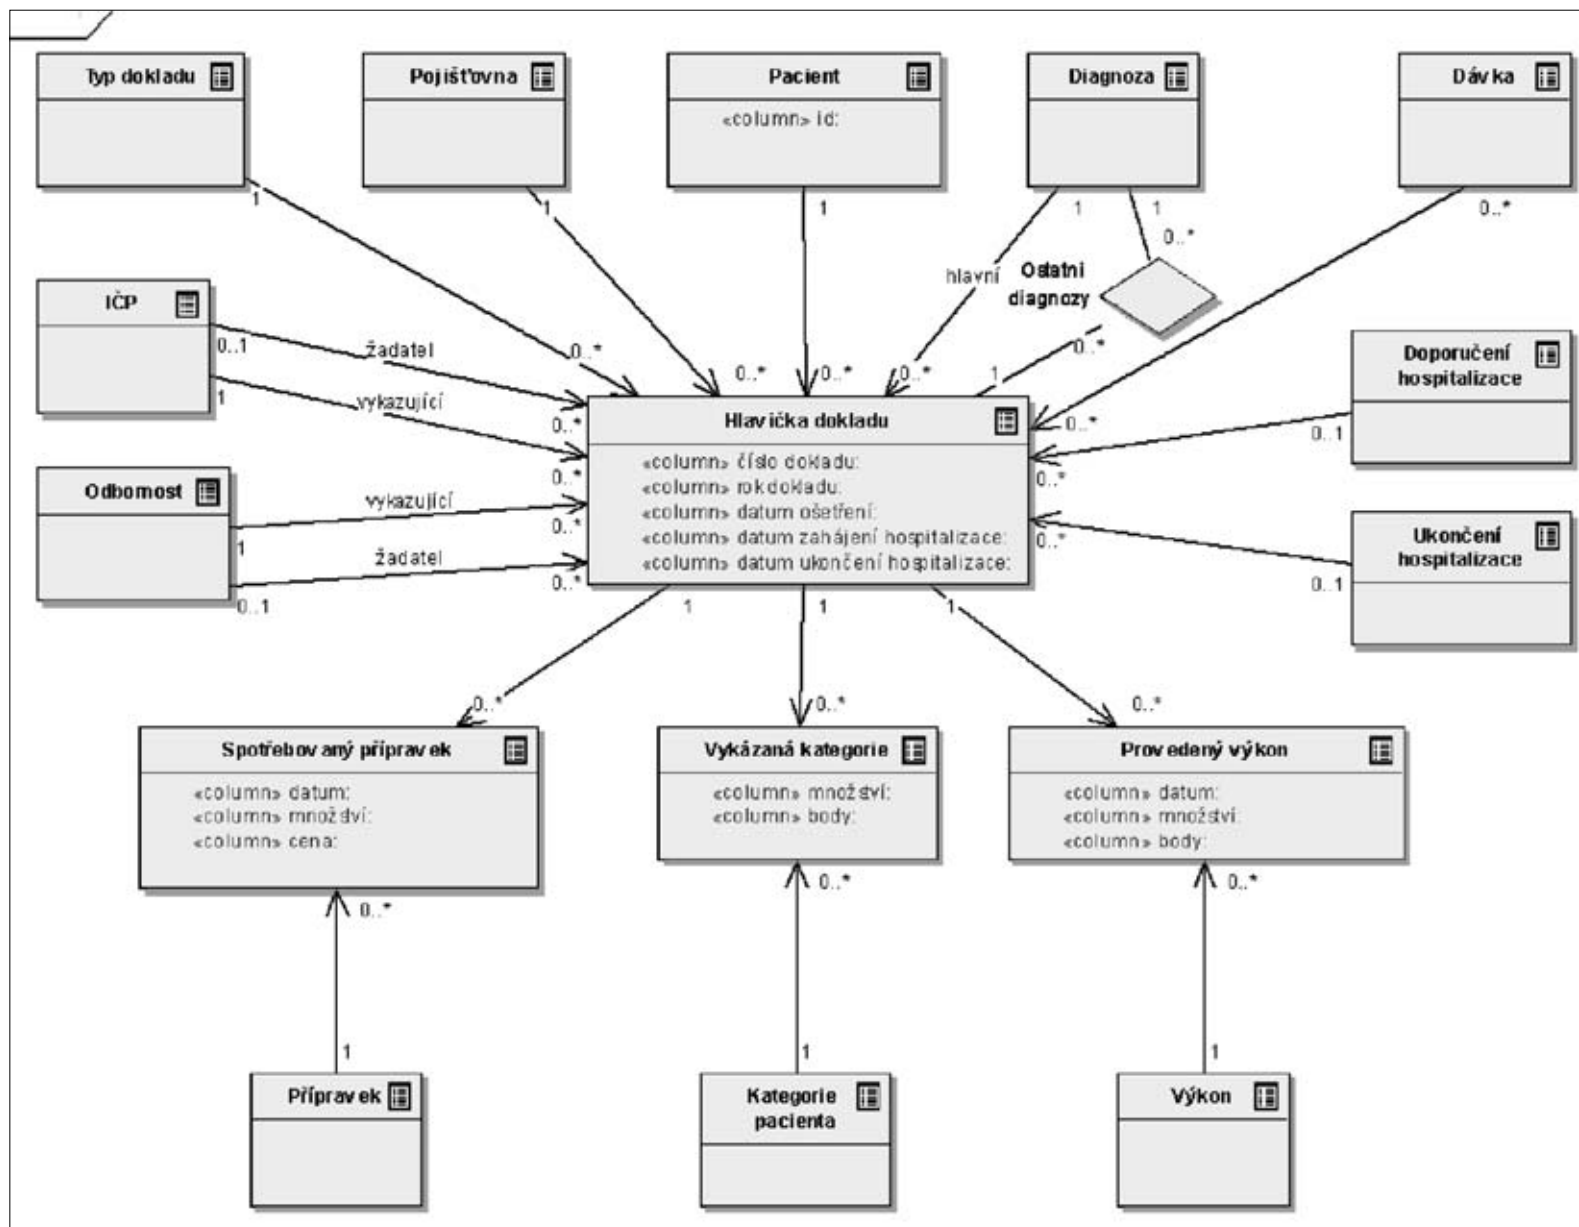 Typ dokladu
Pojišťovna
Pacient
«column» id:
Diagnoza
Dávka
1
1
1
1
1
0..*
0..*
hlavní
Ostatni
diagnozy
IČP
0..1
žadatel
0..*
1
vykazující
0..*
0..*
0..*
0..*
1
0..*
0..*
0..*
Doporučení
hospitalizace
0..1
0..*
Hlavička dokladu
«column» číslo dokladu:
«column» rok dokladu:
«column» datum ošetření:
«column» datum zahájení hospitalizace:
«column» datum ukončení hospitalizace:
Odbornost
vykazující
1
0..*
žadatel
0..1
0..*
Ukončení
hospitalizace
0..*
0..1
1
1
1
0..*
0..*
0..*
Spotřebovaný přípravek
«column» datum:
«column» množství:
«column» cena:
Vykázaná kategorie
«column» množství:
«column» body:
Provedený výkon
«column» datum:
«column» množství:
«column» body:
0..*
0..*
0..*
1
1
1
Přípravek
Kategorie
pacienta
Výkon